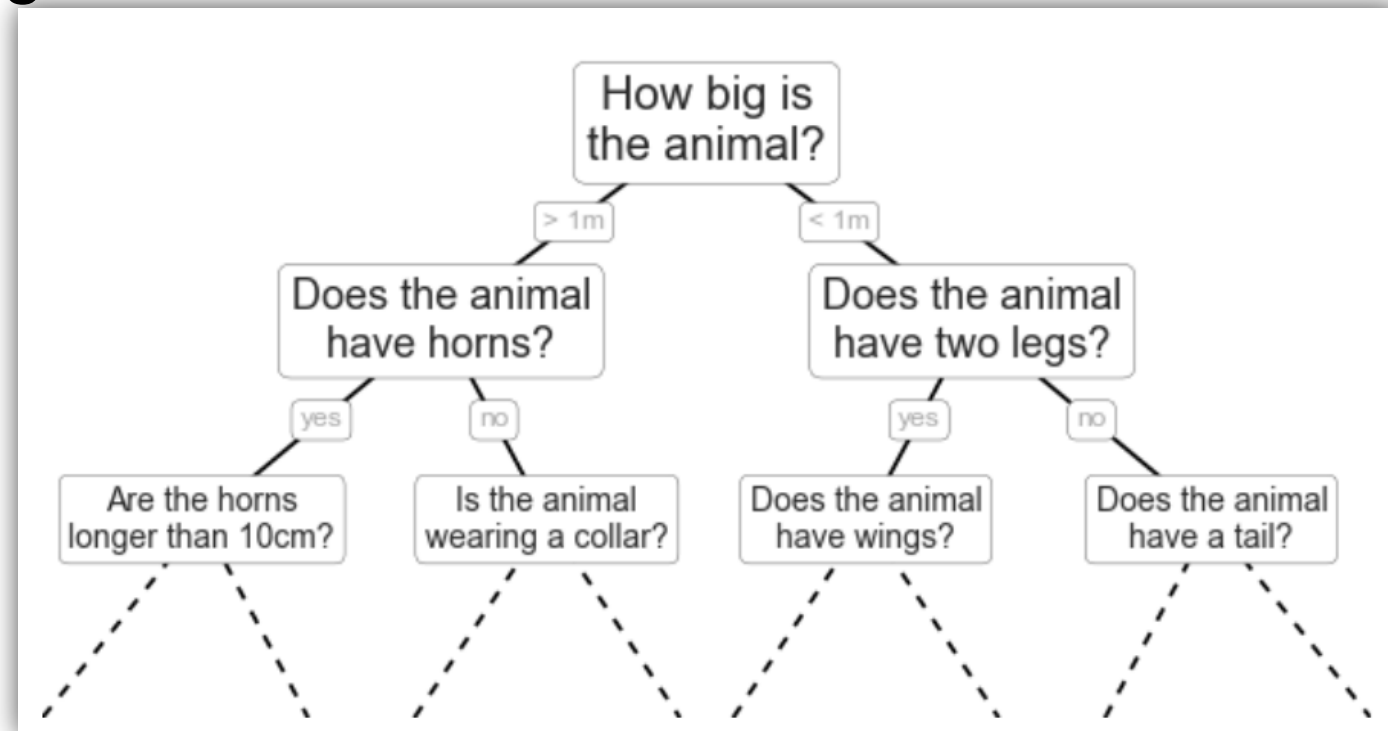 How big is
the animal?
> 1m
< 1m
Does the animal
have horns?
Does the animal
have two legs?
yes
no
yes
no
Are the horns
longer than 10cm?
Is the animal
wearing a collar?
Does the animal
have wings?
Does the animal
have a tail?